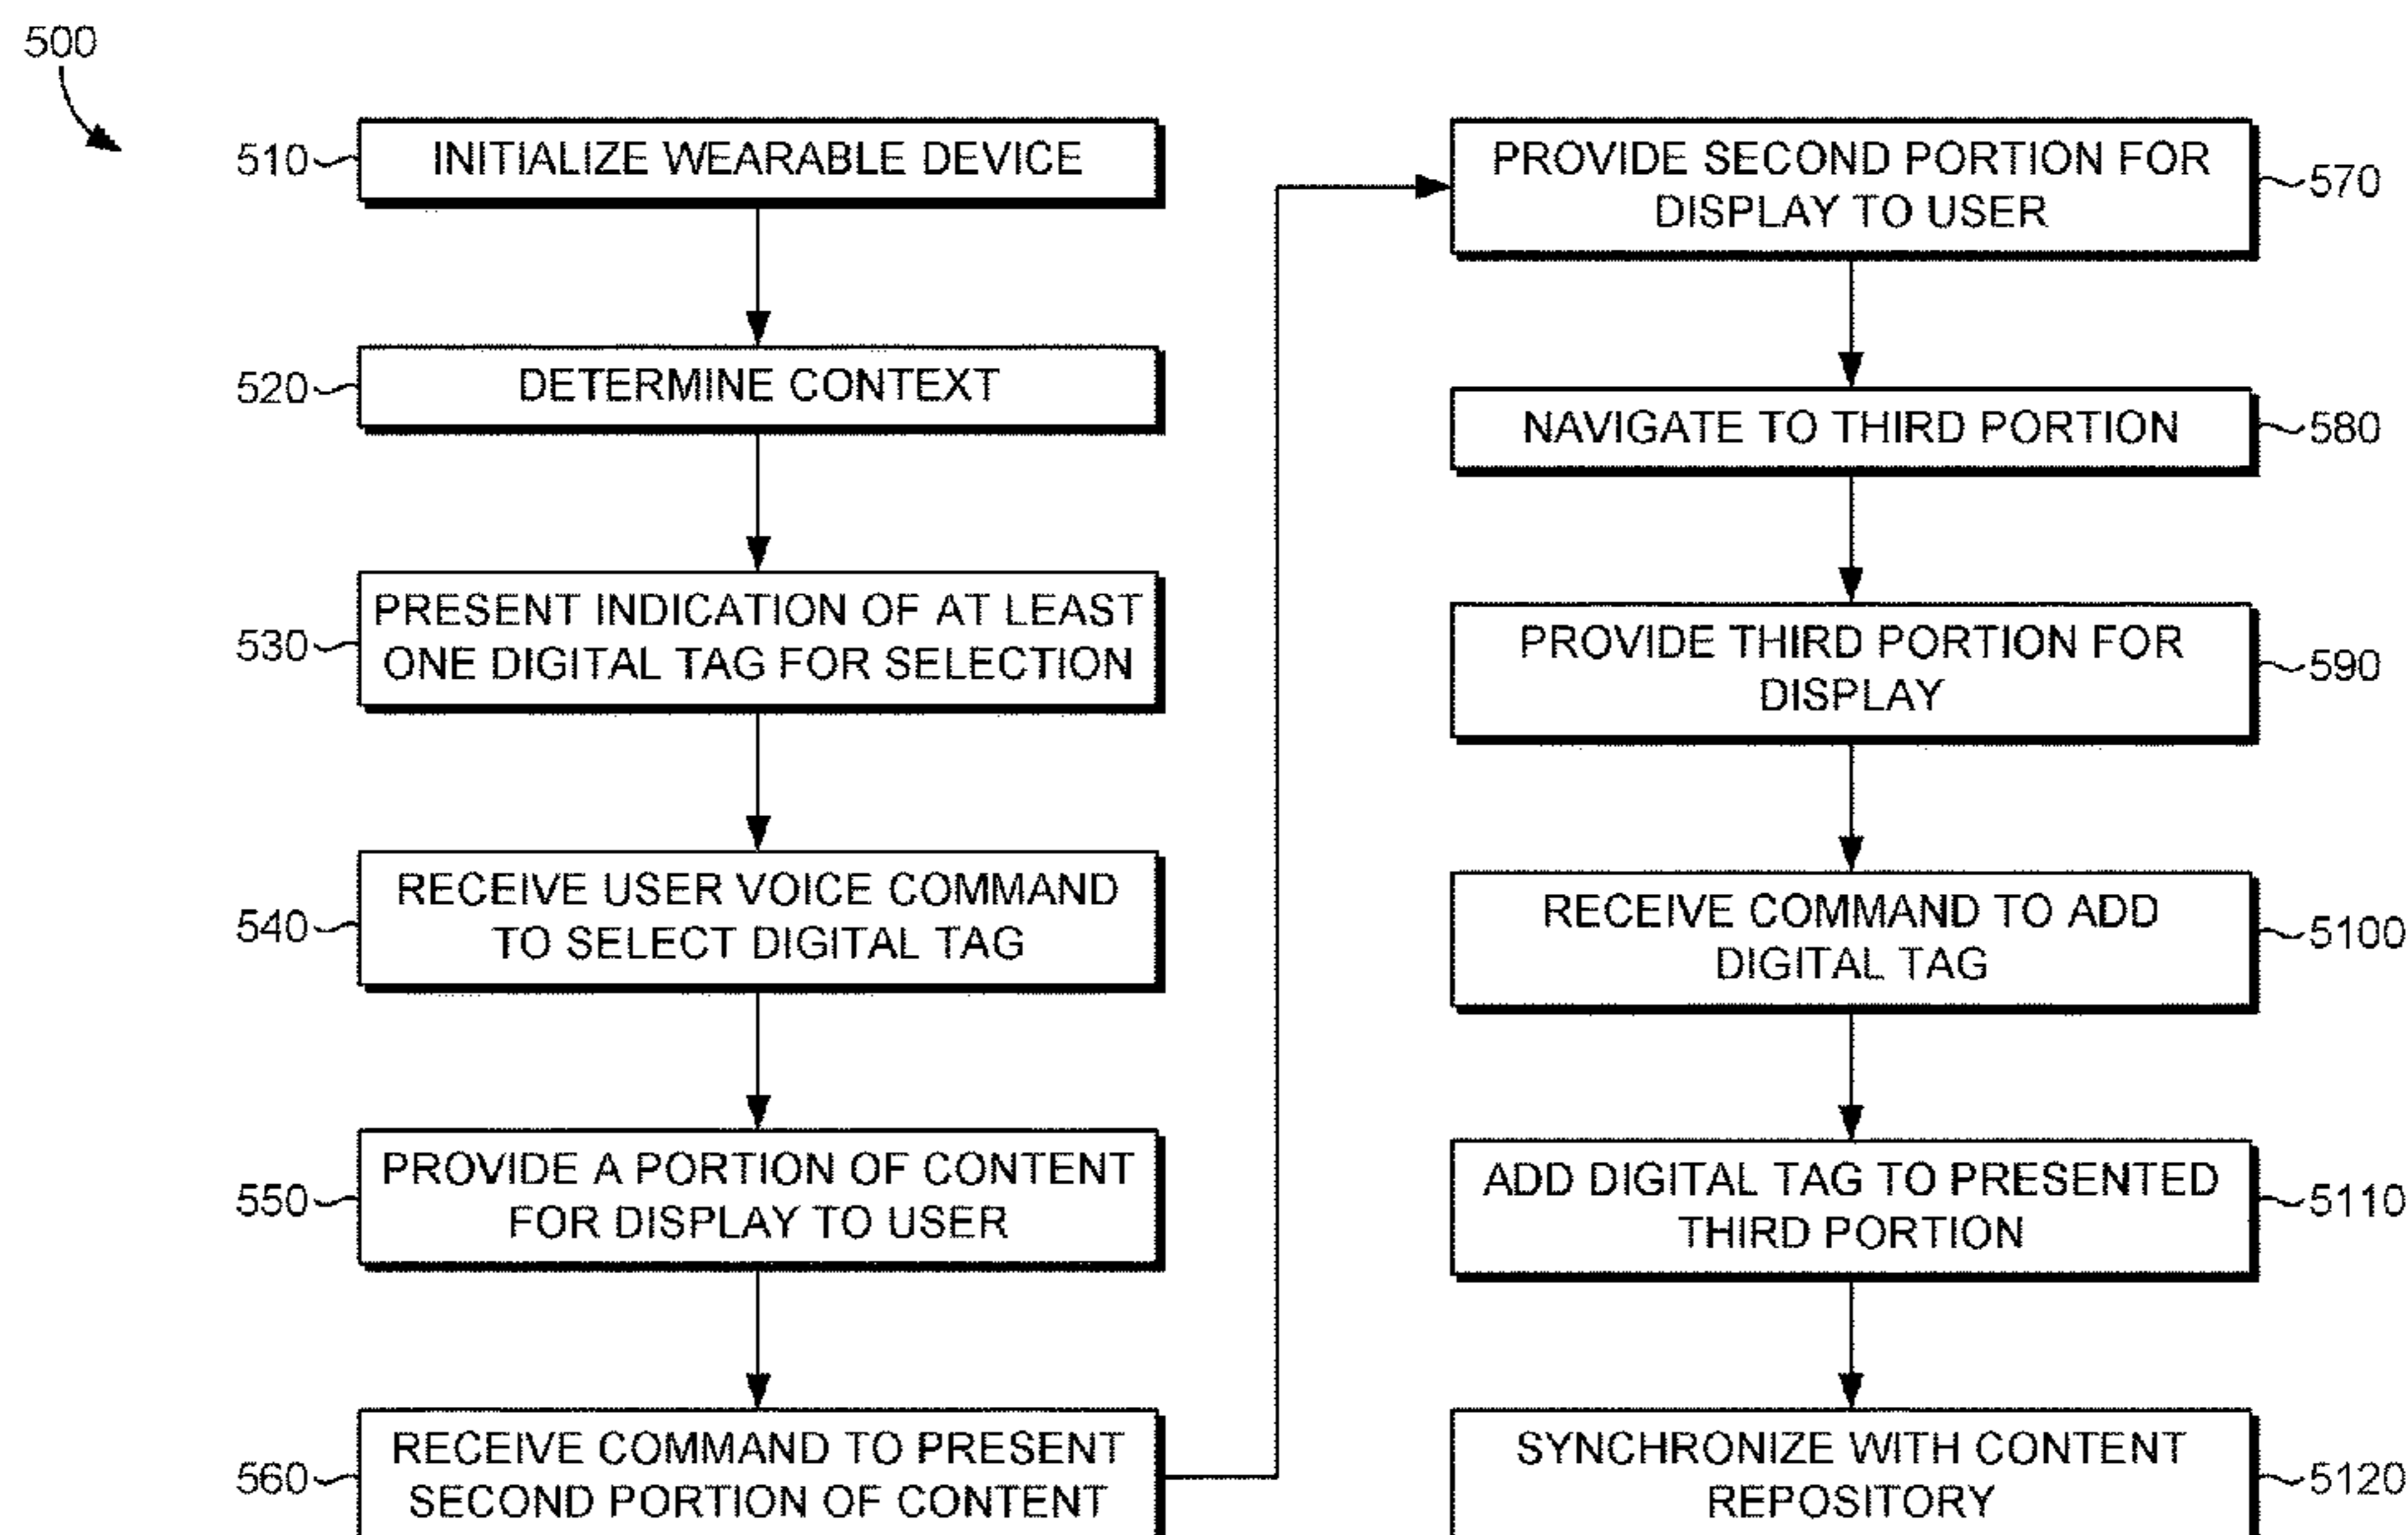 500
510
INITIALIZE WEARABLE DEVICE
520
DETERMINE CONTEXT
530
PRESENT INDICATION OF AT LEAST
ONE DIGITAL TAG FOR SELECTION
540
RECEIVE USER VOICE COMMAND
TO SELECT DIGITAL TAG
550
PROVIDE A PORTION OF CONTENT
FOR DISPLAY TO USER
560
RECEIVE COMMAND TO PRESENT
SECOND PORTION OF CONTENT
PROVIDE SECOND PORTION FOR
DISPLAY TO USER
570
NAVIGATE TO THIRD PORTION
580
PROVIDE THIRD PORTION FOR
DISPLAY
590
RECEIVE COMMAND TO ADD
DIGITAL TAG
5100
ADD DIGITAL TAG TO PRESENTED
THIRD PORTION
5110
SYNCHRONIZE WITH CONTENT
REPOSITORY
5120